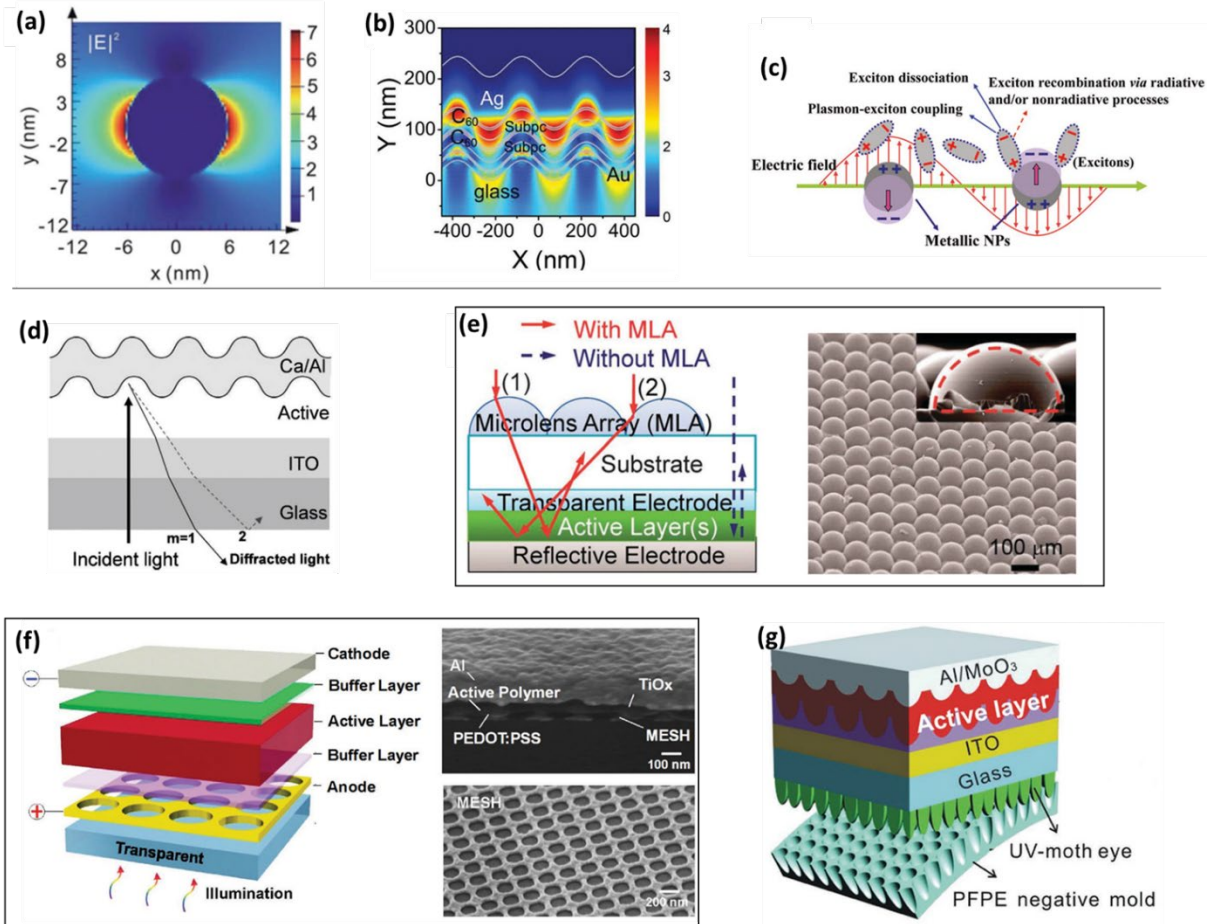 (a)
|E|²
y (nm)
8
3
-2
-7
-12
-12
-6
0
6
12
x (nm)
7
6
5
4
3
2
1
(b)
Y (nm)
300
200
100
0
Ag
C60
Subpc
C60
Subpc
Au
glass
-450
-300
-150
0
150
300
450
X (nm)
4
3
2
1
0
(c)
Exciton dissociation
Plasmon-exciton coupling
Electric field
Exciton recombination via radiative
and/or nonradiative processes
(Excitons)
Metallic NPs
(d)
Ca/Al
Active
ITO
Glass
m=1
2
Incident light
Diffracted light
(e)
With MLA
Without MLA
(1)
(2)
Microlens Array (MLA)
Substrate
Transparent Electrode
Active Layer(s)
Reflective Electrode
100 μm
(f)
Cathode
Buffer Layer
Active Layer
Buffer Layer
Anode
Transparent
Illumination
Al
Active Polymer
TiOx
PEDOT:PSS
MESH
100 nm
MESH
200 nm
(g)
Al/MoO₃
Active layer
ITO
Glass
UV-moth eye
PFPE negative mold